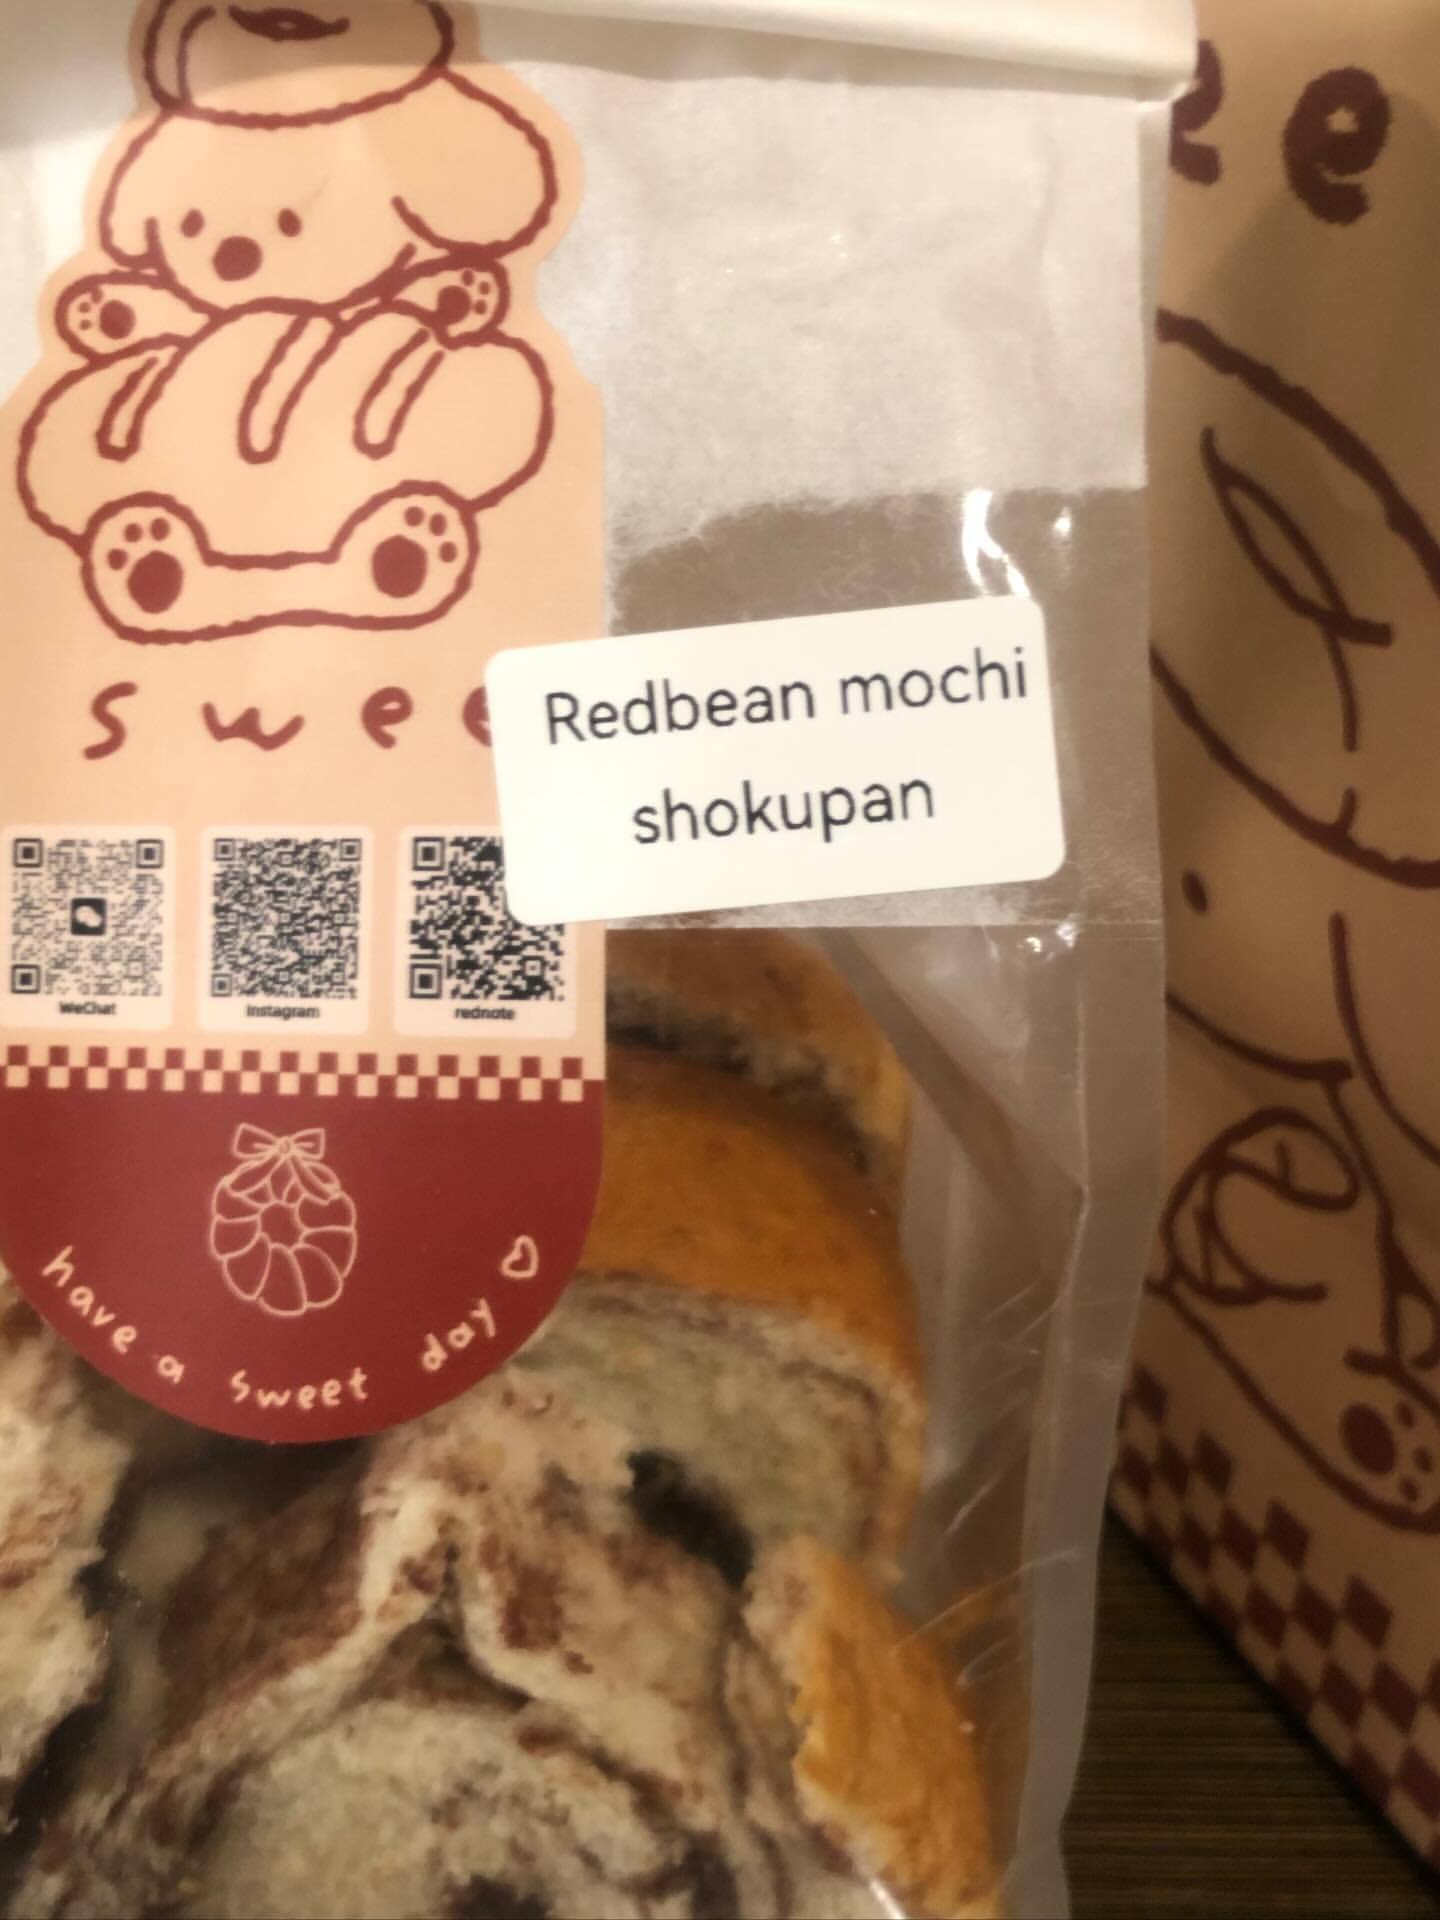 swee
Redbean mochi
shokupan
WeChat
Instagram
rednote
have a sweet day